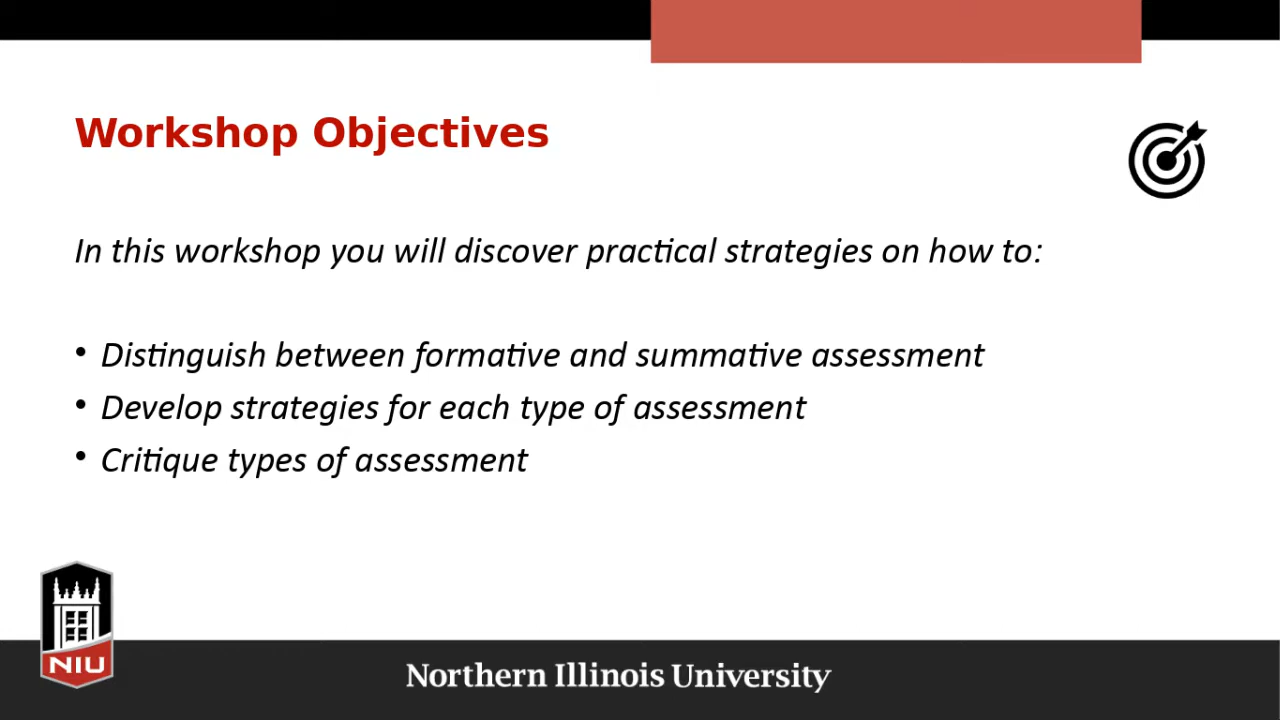 Workshop Objectives
In this workshop you will discover practical strategies on how to:
• Distinguish between formative and summative assessment
• Develop strategies for each type of assessment
• Critique types of assessment
NIU
Northern Illinois University